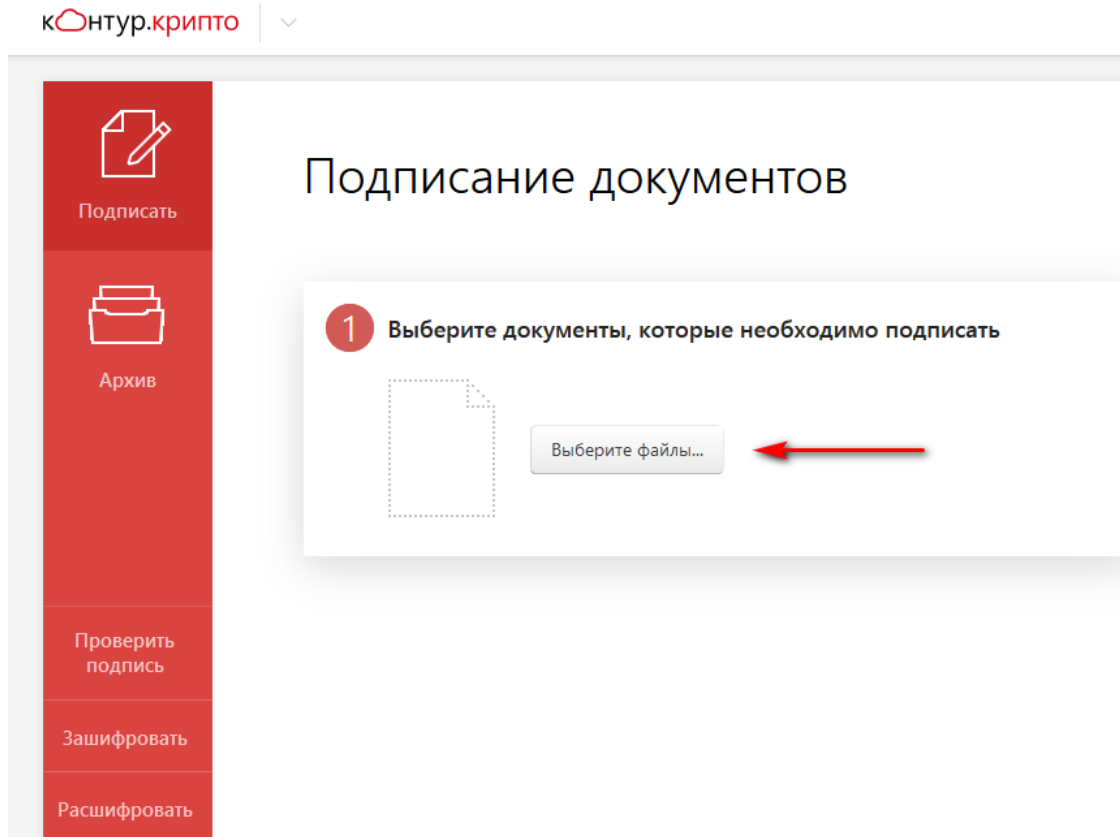 контур.крипто
Подписать
Архив
Проверить
подпись
Зашифровать
Расшифровать
Подписание документов
1 Выберите документы, которые необходимо подписать
Выберите файлы...